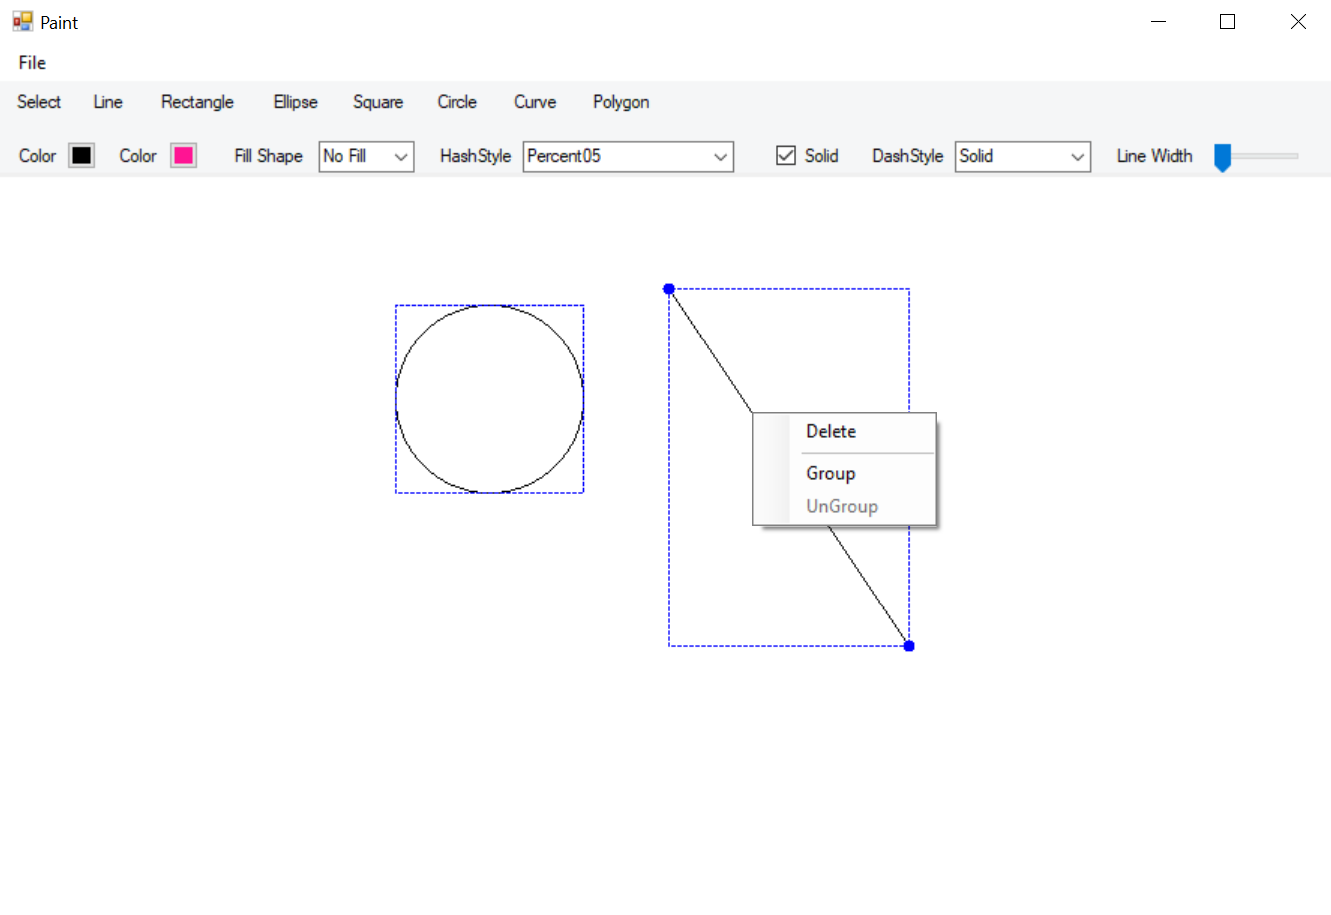 Paint
File
Select Line Rectangle Ellipse Square Circle Curve Polygon
Color Color Fill Shape No Fill HashStyle Percent05 Solid DashStyle Solid Line Width
Delete
Group
UnGroup